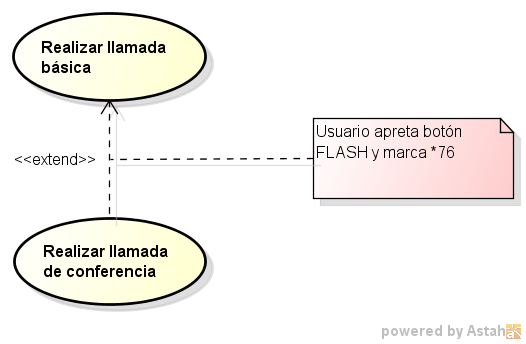 Realizar llamada
básica
<<extend>>
Usuario apreta botón
FLASH y marca *76
Realizar llamada
de conferencia
powered by Astah